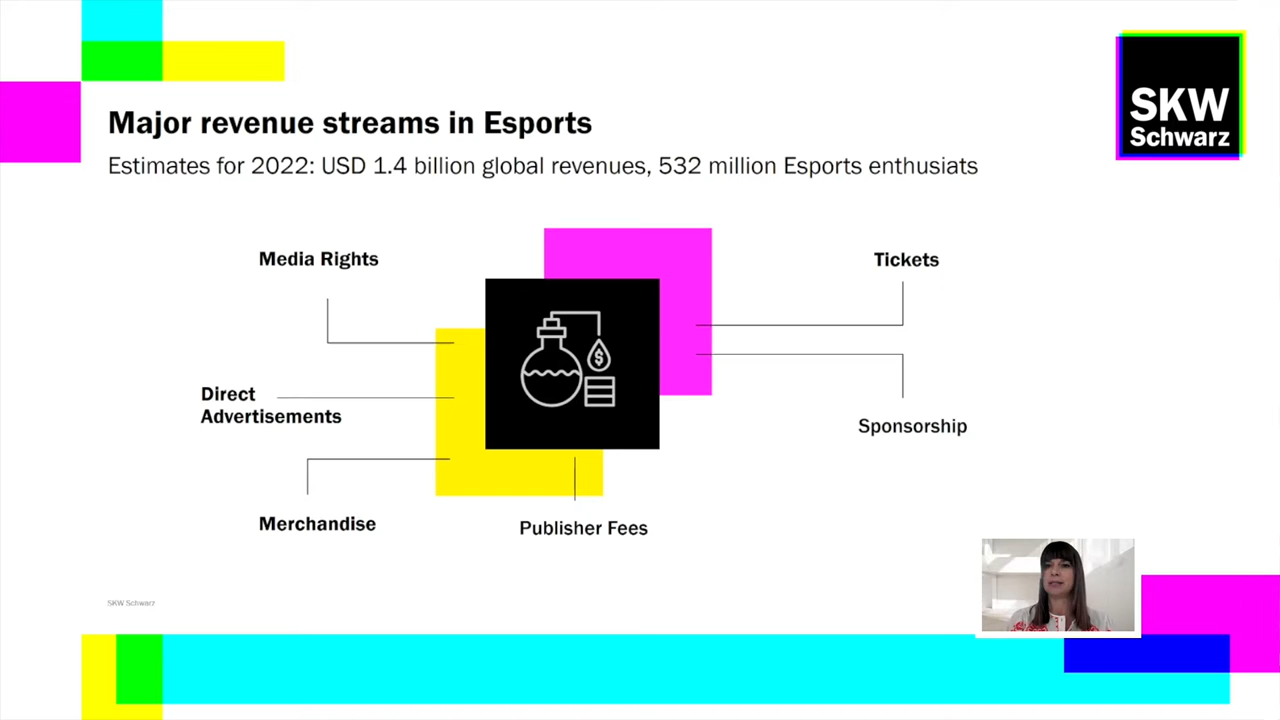 SKW
Schwarz
Major revenue streams in Esports
Estimates for 2022: USD 1.4 billion global revenues, 532 million Esports enthusiats
Media Rights
Tickets
$
Direct
Advertisements
Sponsorship
Merchandise
Publisher Fees
SKW Schwarz